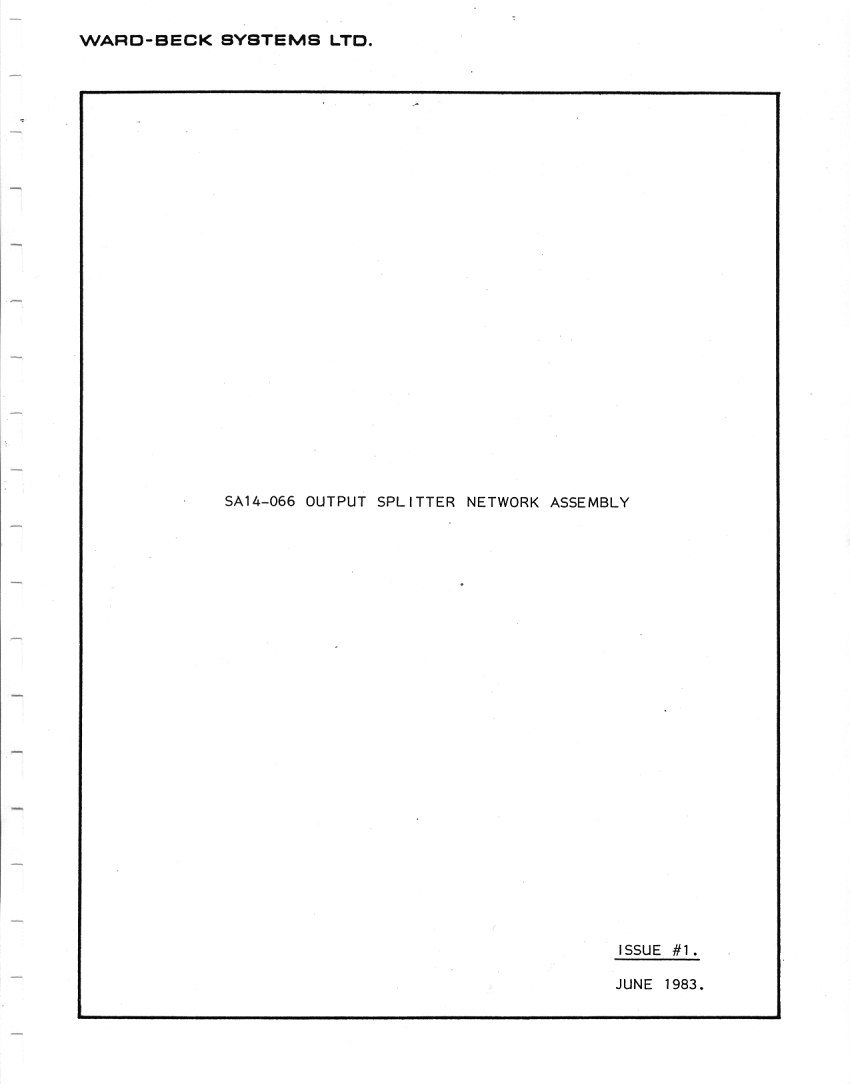 WARD-BECK SYSTEMS LTD.
SA14-066 OUTPUT SPLITTER NETWORK ASSEMBLY
ISSUE #1.
JUNE 1983.